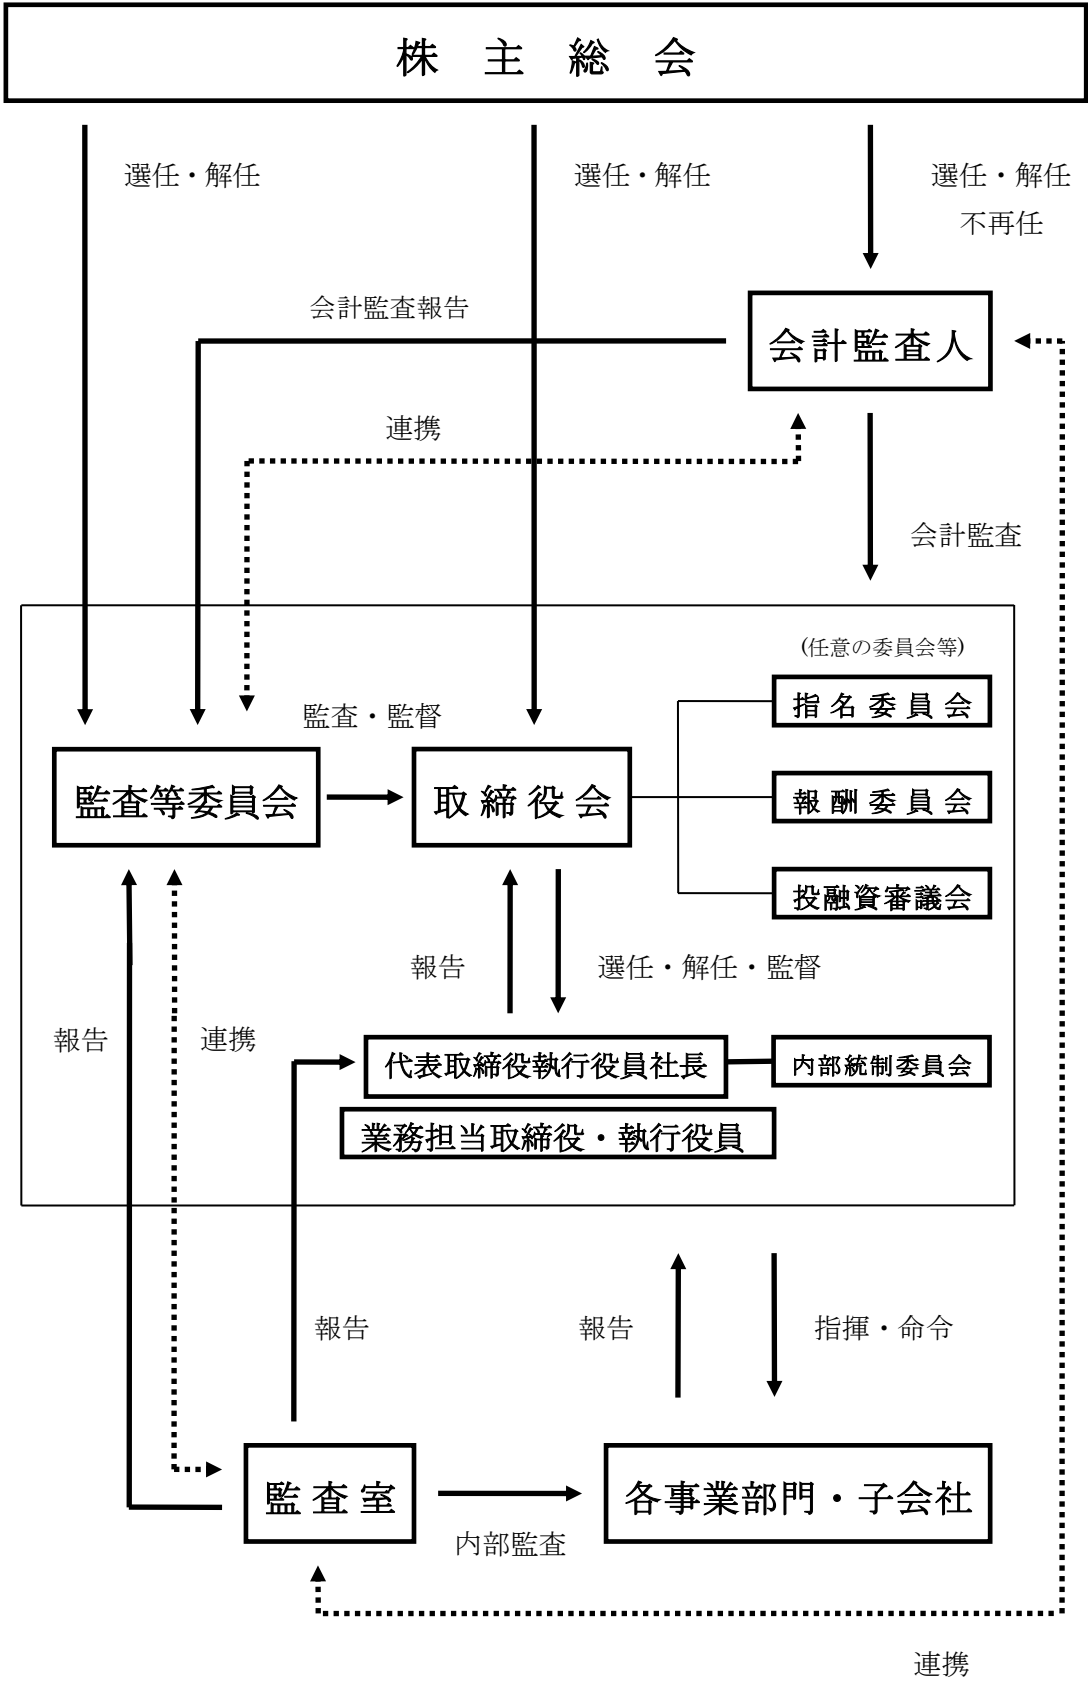 株主総会
選任・解任
選任・解任
選任・解任
不再任
会計監査報告
会計監査人
連携
会計監査
(任意の委員会等)
指名委員会
監査・監督
監査等委員会
取締役会
報酬委員会
投融資審議会
報告
選任・解任・監督
報告
連携
代表取締役執行役員社長
内部統制委員会
業務担当取締役・執行役員
報告
報告
指揮・命令
監査室
各事業部門・子会社
内部監査
連携